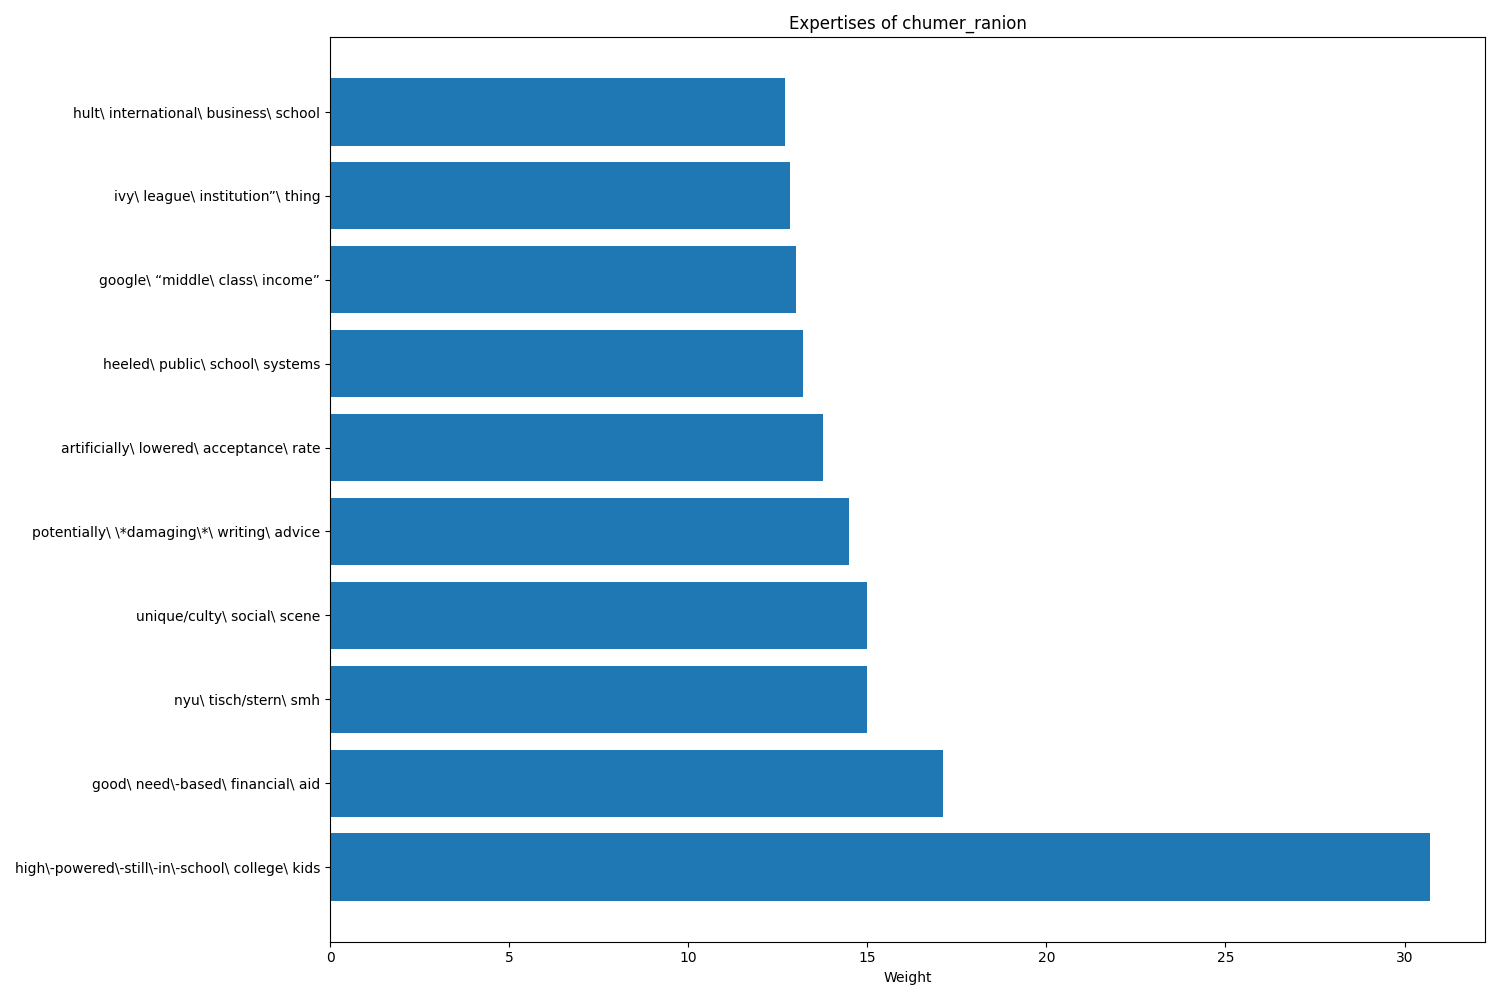 Expertises of chumer_ranion
hult\ international\ business\ school
ivy\ league\ institution”\ thing
google\ “middle\ class\ income”
heeled\ public\ school\ systems
artificially\ lowered\ acceptance\ rate
potentially\ \*damaging\*\ writing\ advice
unique/culty\ social\ scene
nyu\ tisch/stern\ smh
good\ need\-based\ financial\ aid
high\-powered\-still\-in\-school\ college\ kids
0 5 10 15 20 25 30
Weight